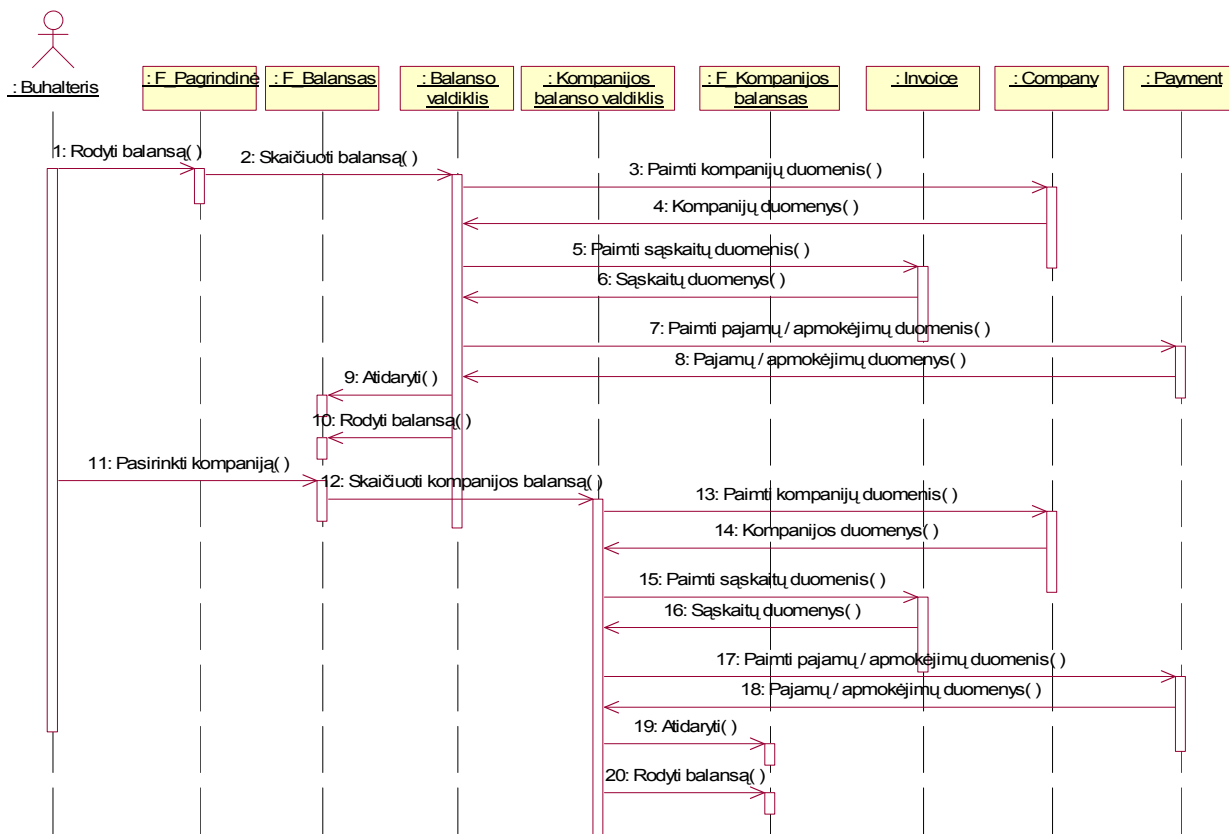 : Buhalteris
: F_Pagrindinė
: F_Balansas
: Balanso
valdiklis
: Kompanijos
balanso valdiklis
: F_Kompanijos
balansas
: Invoice
: Company
: Payment
1: Rodyti balansą( )
2: Skaičiuoti balansą( )
3: Paimti kompanijų duomenis( )
4: Kompanijų duomenys( )
5: Paimti sąskaitų duomenis( )
6: Sąskaitų duomenys( )
7: Paimti pajamų / apmokėjimų duomenis( )
8: Pajamų / apmokėjimų duomenys( )
9: Atidaryti( )
10: Rodyti balansą( )
11: Pasirinkti kompaniją( )
12: Skaičiuoti kompanijos balansą( )
13: Paimti kompanijų duomenis( )
14: Kompanijos duomenys( )
15: Paimti sąskaitų duomenis( )
16: Sąskaitų duomenys( )
17: Paimti pajamų / apmokėjimų duomenis( )
18: Pajamų / apmokėjimų duomenys( )
19: Atidaryti( )
20: Rodyti balansą( )